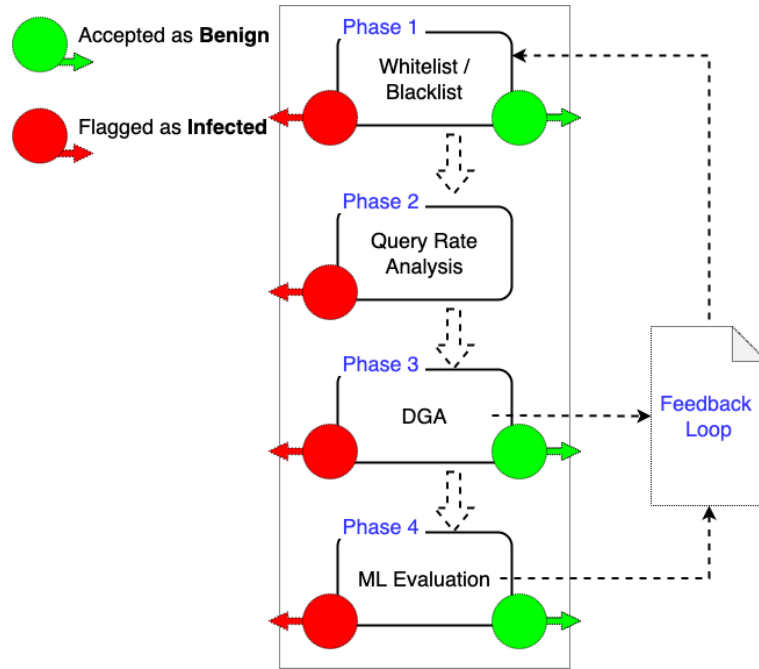 Accepted as Benign
Flagged as Infected
Phase 1
Whitelist /
Blacklist
Phase 2
Query Rate
Analysis
Phase 3
DGA
Feedback
Loop
Phase 4
ML Evaluation